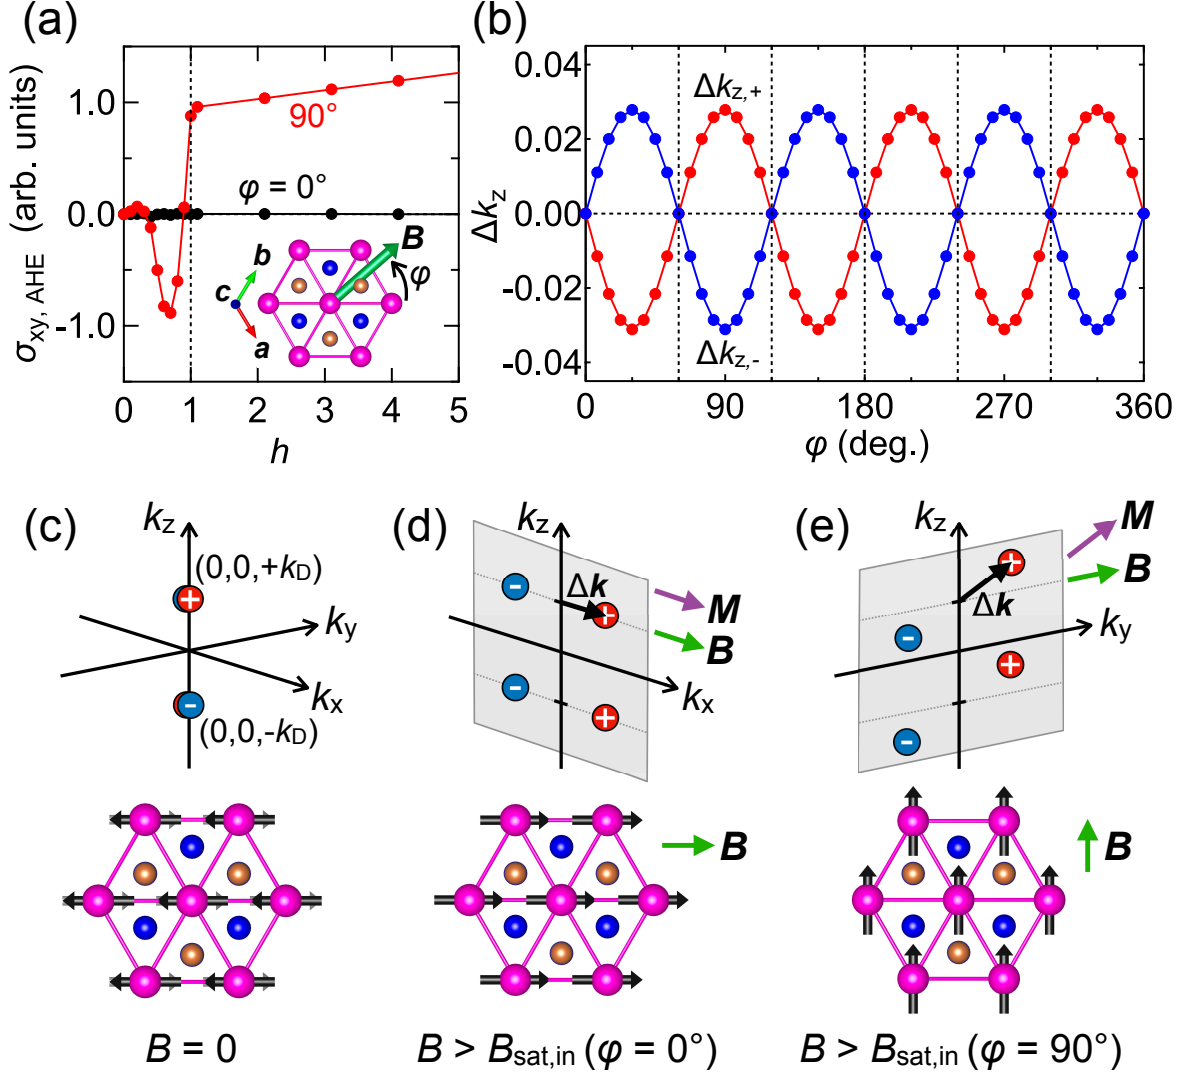 (a)
σxy, AHE (arb. units)
1.0
0.0
-1.0
90°
φ = 0°
b
c
a
B
φ
0 1 2 3 4 5
h
(b)
Δkz
0.04
0.02
0.00
-0.02
-0.04
Δkz,+
Δkz,-
0 90 180 270 360
φ (deg.)
(c)
kz
(0,0,+kD)
+
ky
kx
-
(0,0,-kD)
B = 0
(d)
kz
-
Δk
+
M
B
-
+
kx
B
B > Bsat,in (φ = 0°)
(e)
kz
+
M
B
Δk
-
ky
+
-
B
B > Bsat,in (φ = 90°)